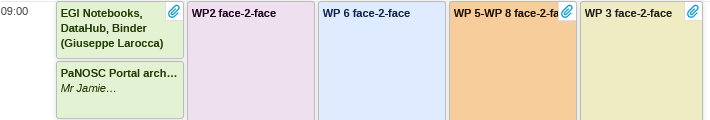 09:00
EGI Notebooks,
DataHub, Binder
(Giuseppe Larocca)
PaNOSC Portal arch…
Mr Jamie…
WP2 face-2-face
WP 6 face-2-face
WP 5-WP 8 face-2-fa
WP 3 face-2-face